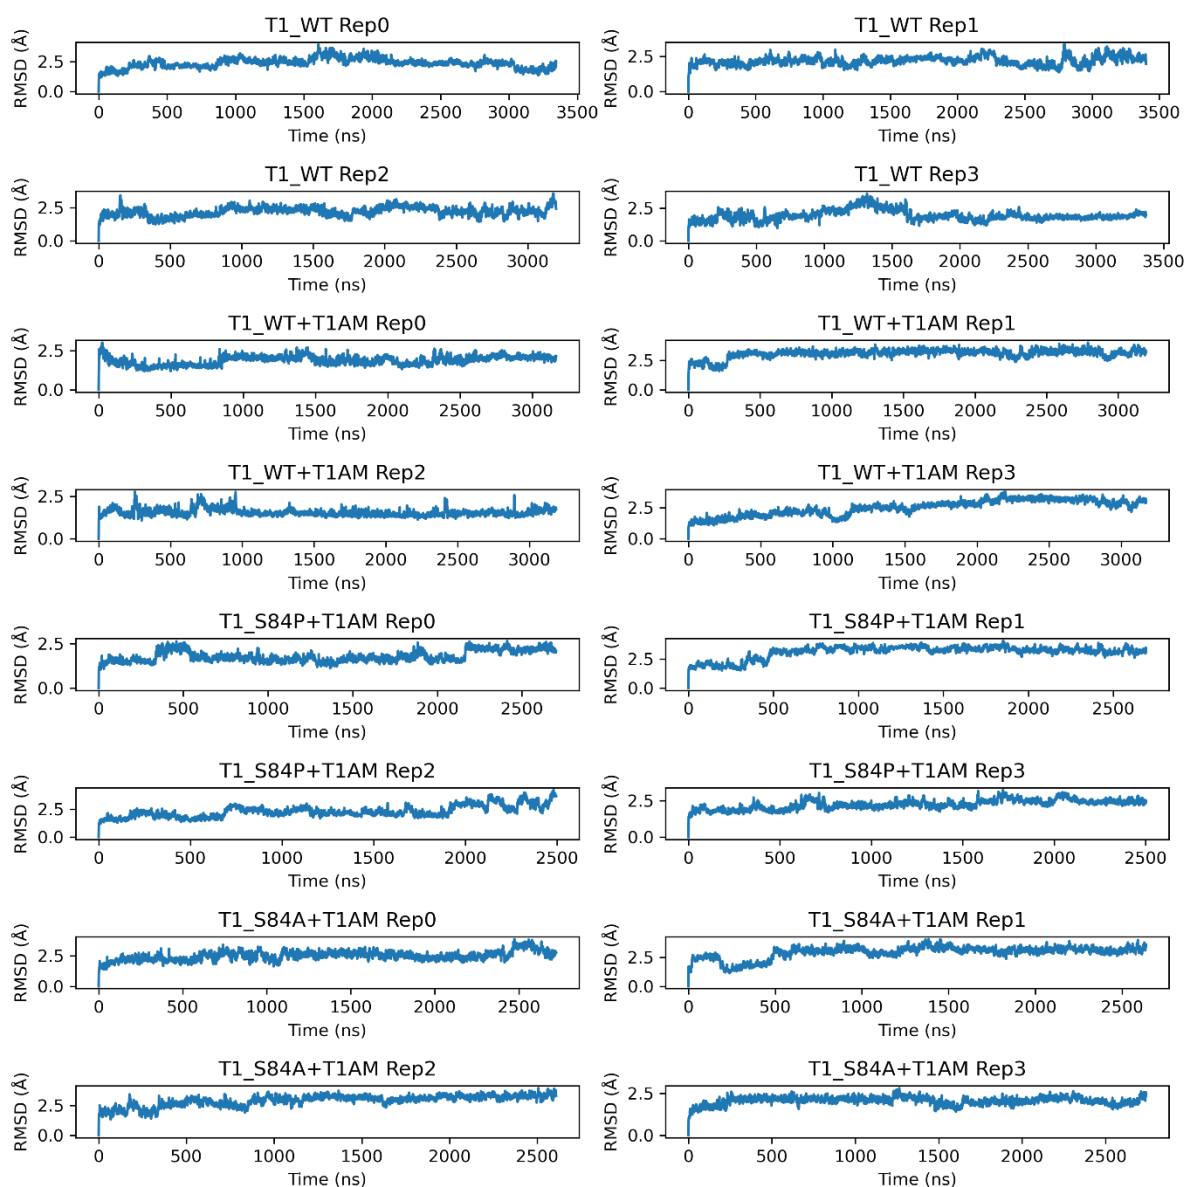 T1_WT Rep0
RMSD (Å)
2.5
0.0
0 500 1000 1500 2000 2500 3000 3500
Time (ns)
T1_WT Rep1
RMSD (Å)
2.5
0.0
0 500 1000 1500 2000 2500 3000 3500
Time (ns)
T1_WT Rep2
RMSD (Å)
2.5
0.0
0 500 1000 1500 2000 2500 3000
Time (ns)
T1_WT Rep3
RMSD (Å)
2.5
0.0
0 500 1000 1500 2000 2500 3000 3500
Time (ns)
T1_WT+T1AM Rep0
RMSD (Å)
2.5
0.0
0 500 1000 1500 2000 2500 3000
Time (ns)
T1_WT+T1AM Rep1
RMSD (Å)
2.5
0.0
0 500 1000 1500 2000 2500 3000
Time (ns)
T1_WT+T1AM Rep2
RMSD (Å)
2.5
0.0
0 500 1000 1500 2000 2500 3000
Time (ns)
T1_WT+T1AM Rep3
RMSD (Å)
2.5
0.0
0 500 1000 1500 2000 2500 3000
Time (ns)
T1_S84P+T1AM Rep0
RMSD (Å)
2.5
0.0
0 500 1000 1500 2000 2500
Time (ns)
T1_S84P+T1AM Rep1
RMSD (Å)
2.5
0.0
0 500 1000 1500 2000 2500
Time (ns)
T1_S84P+T1AM Rep2
RMSD (Å)
2.5
0.0
0 500 1000 1500 2000 2500
Time (ns)
T1_S84P+T1AM Rep3
RMSD (Å)
2.5
0.0
0 500 1000 1500 2000 2500
Time (ns)
T1_S84A+T1AM Rep0
RMSD (Å)
2.5
0.0
0 500 1000 1500 2000 2500
Time (ns)
T1_S84A+T1AM Rep1
RMSD (Å)
2.5
0.0
0 500 1000 1500 2000 2500
Time (ns)
T1_S84A+T1AM Rep2
RMSD (Å)
2.5
0.0
0 500 1000 1500 2000 2500
Time (ns)
T1_S84A+T1AM Rep3
RMSD (Å)
2.5
0.0
0 500 1000 1500 2000 2500
Time (ns)